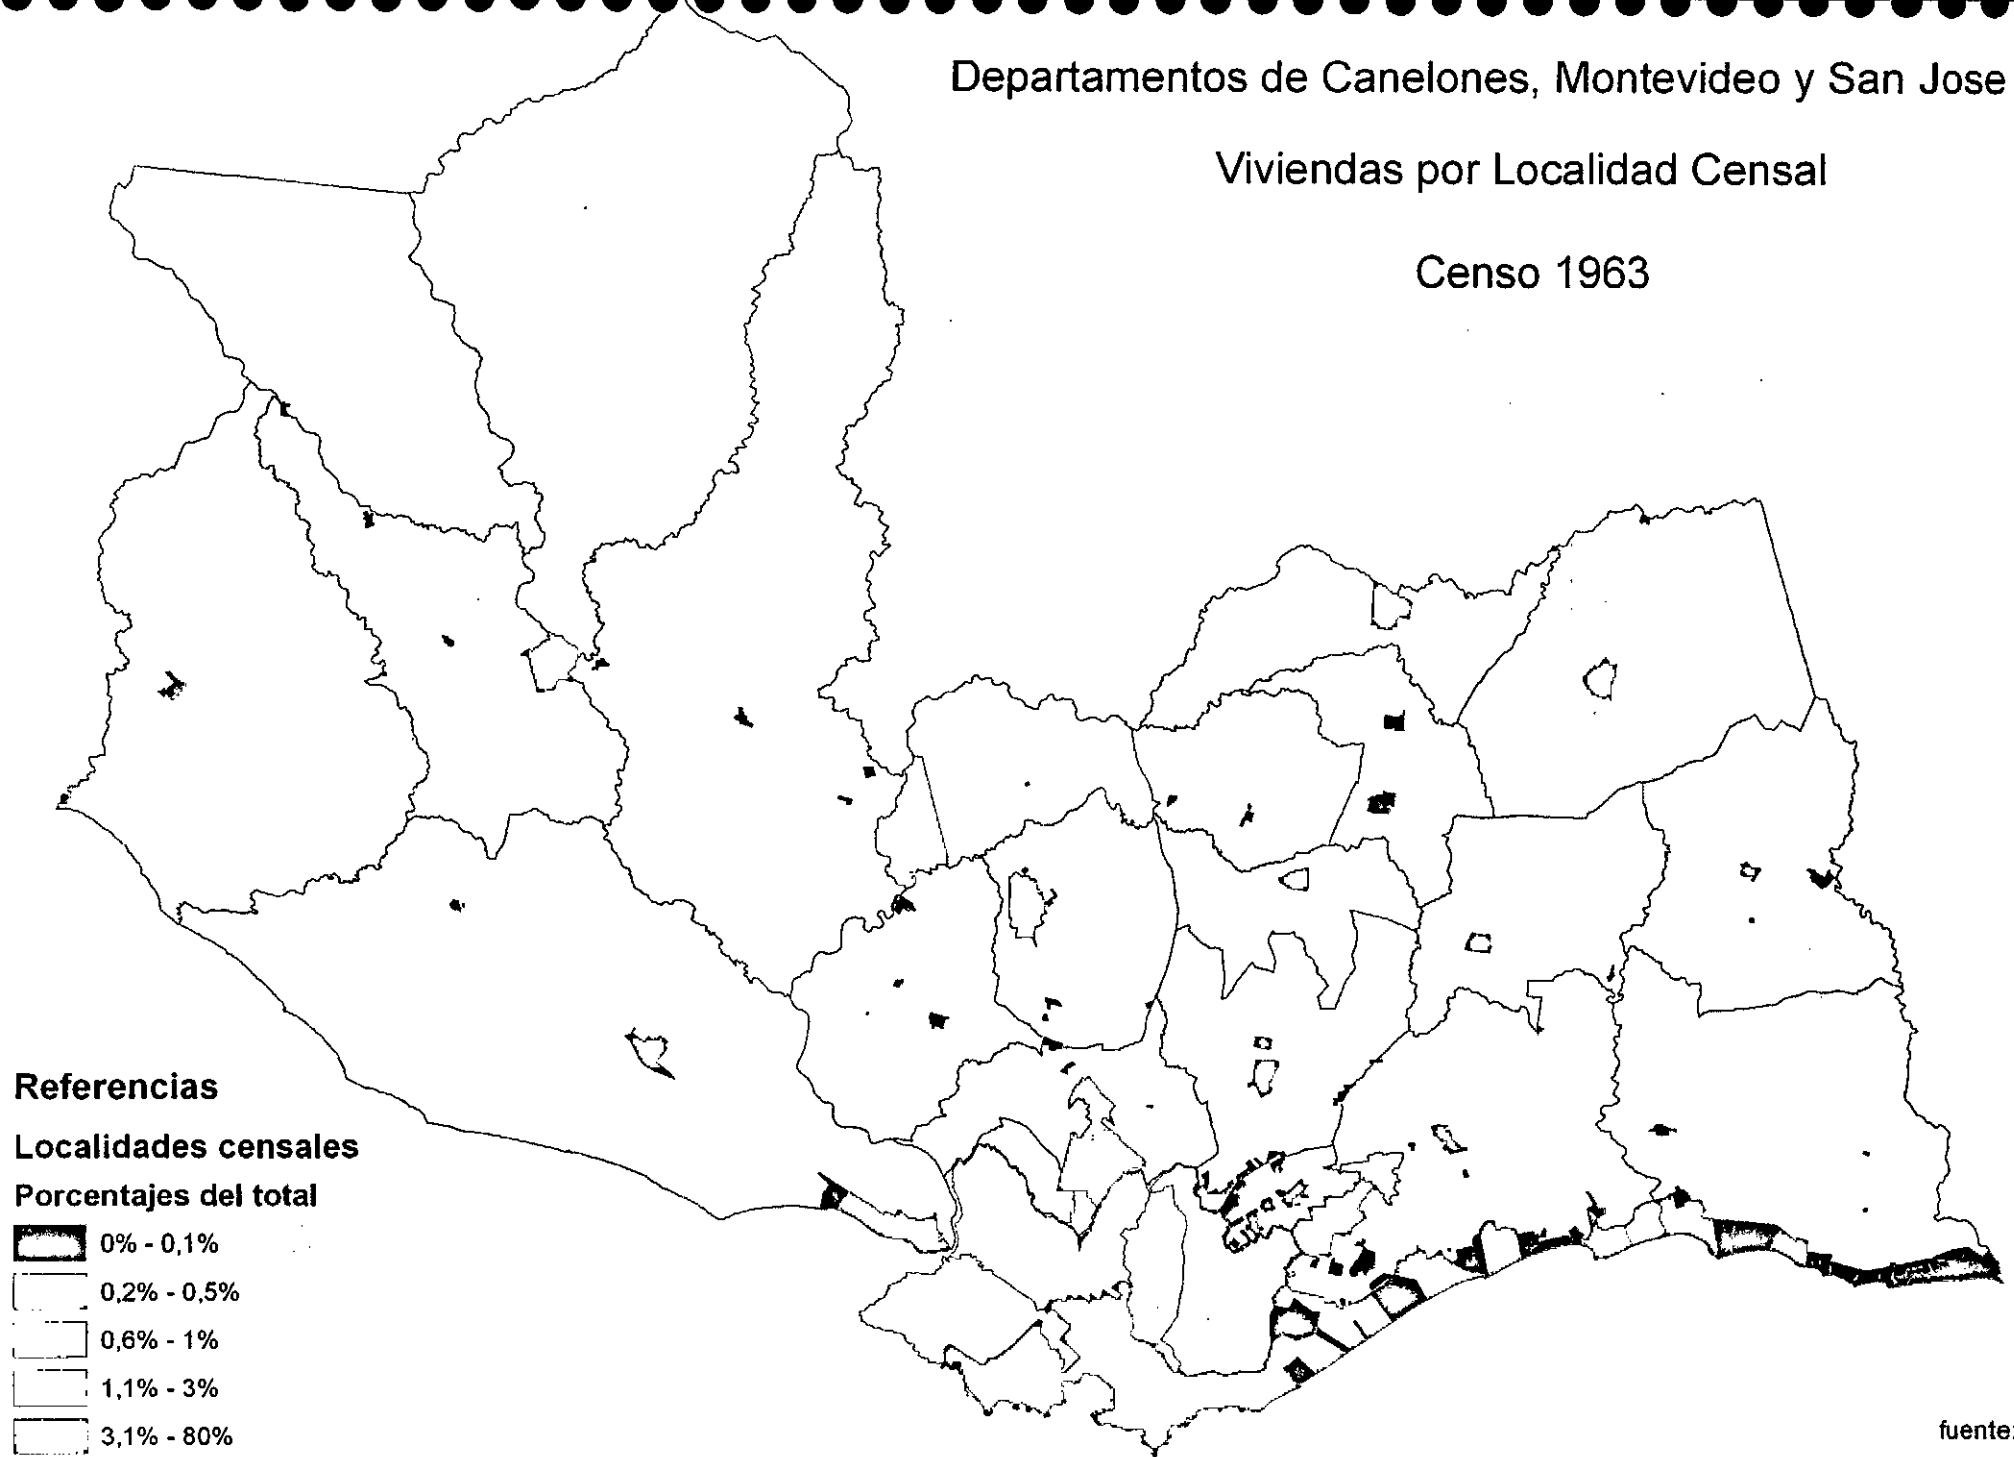 Departamentos de Canelones, Montevideo y San Jose
Viviendas por Localidad Censal
Censo 1963
Referencias
Localidades censales
Porcentajes del total
0% - 0,1%
0,2% - 0,5%
0,6% - 1%
1,1% - 3%
3,1% - 80%
fuente: